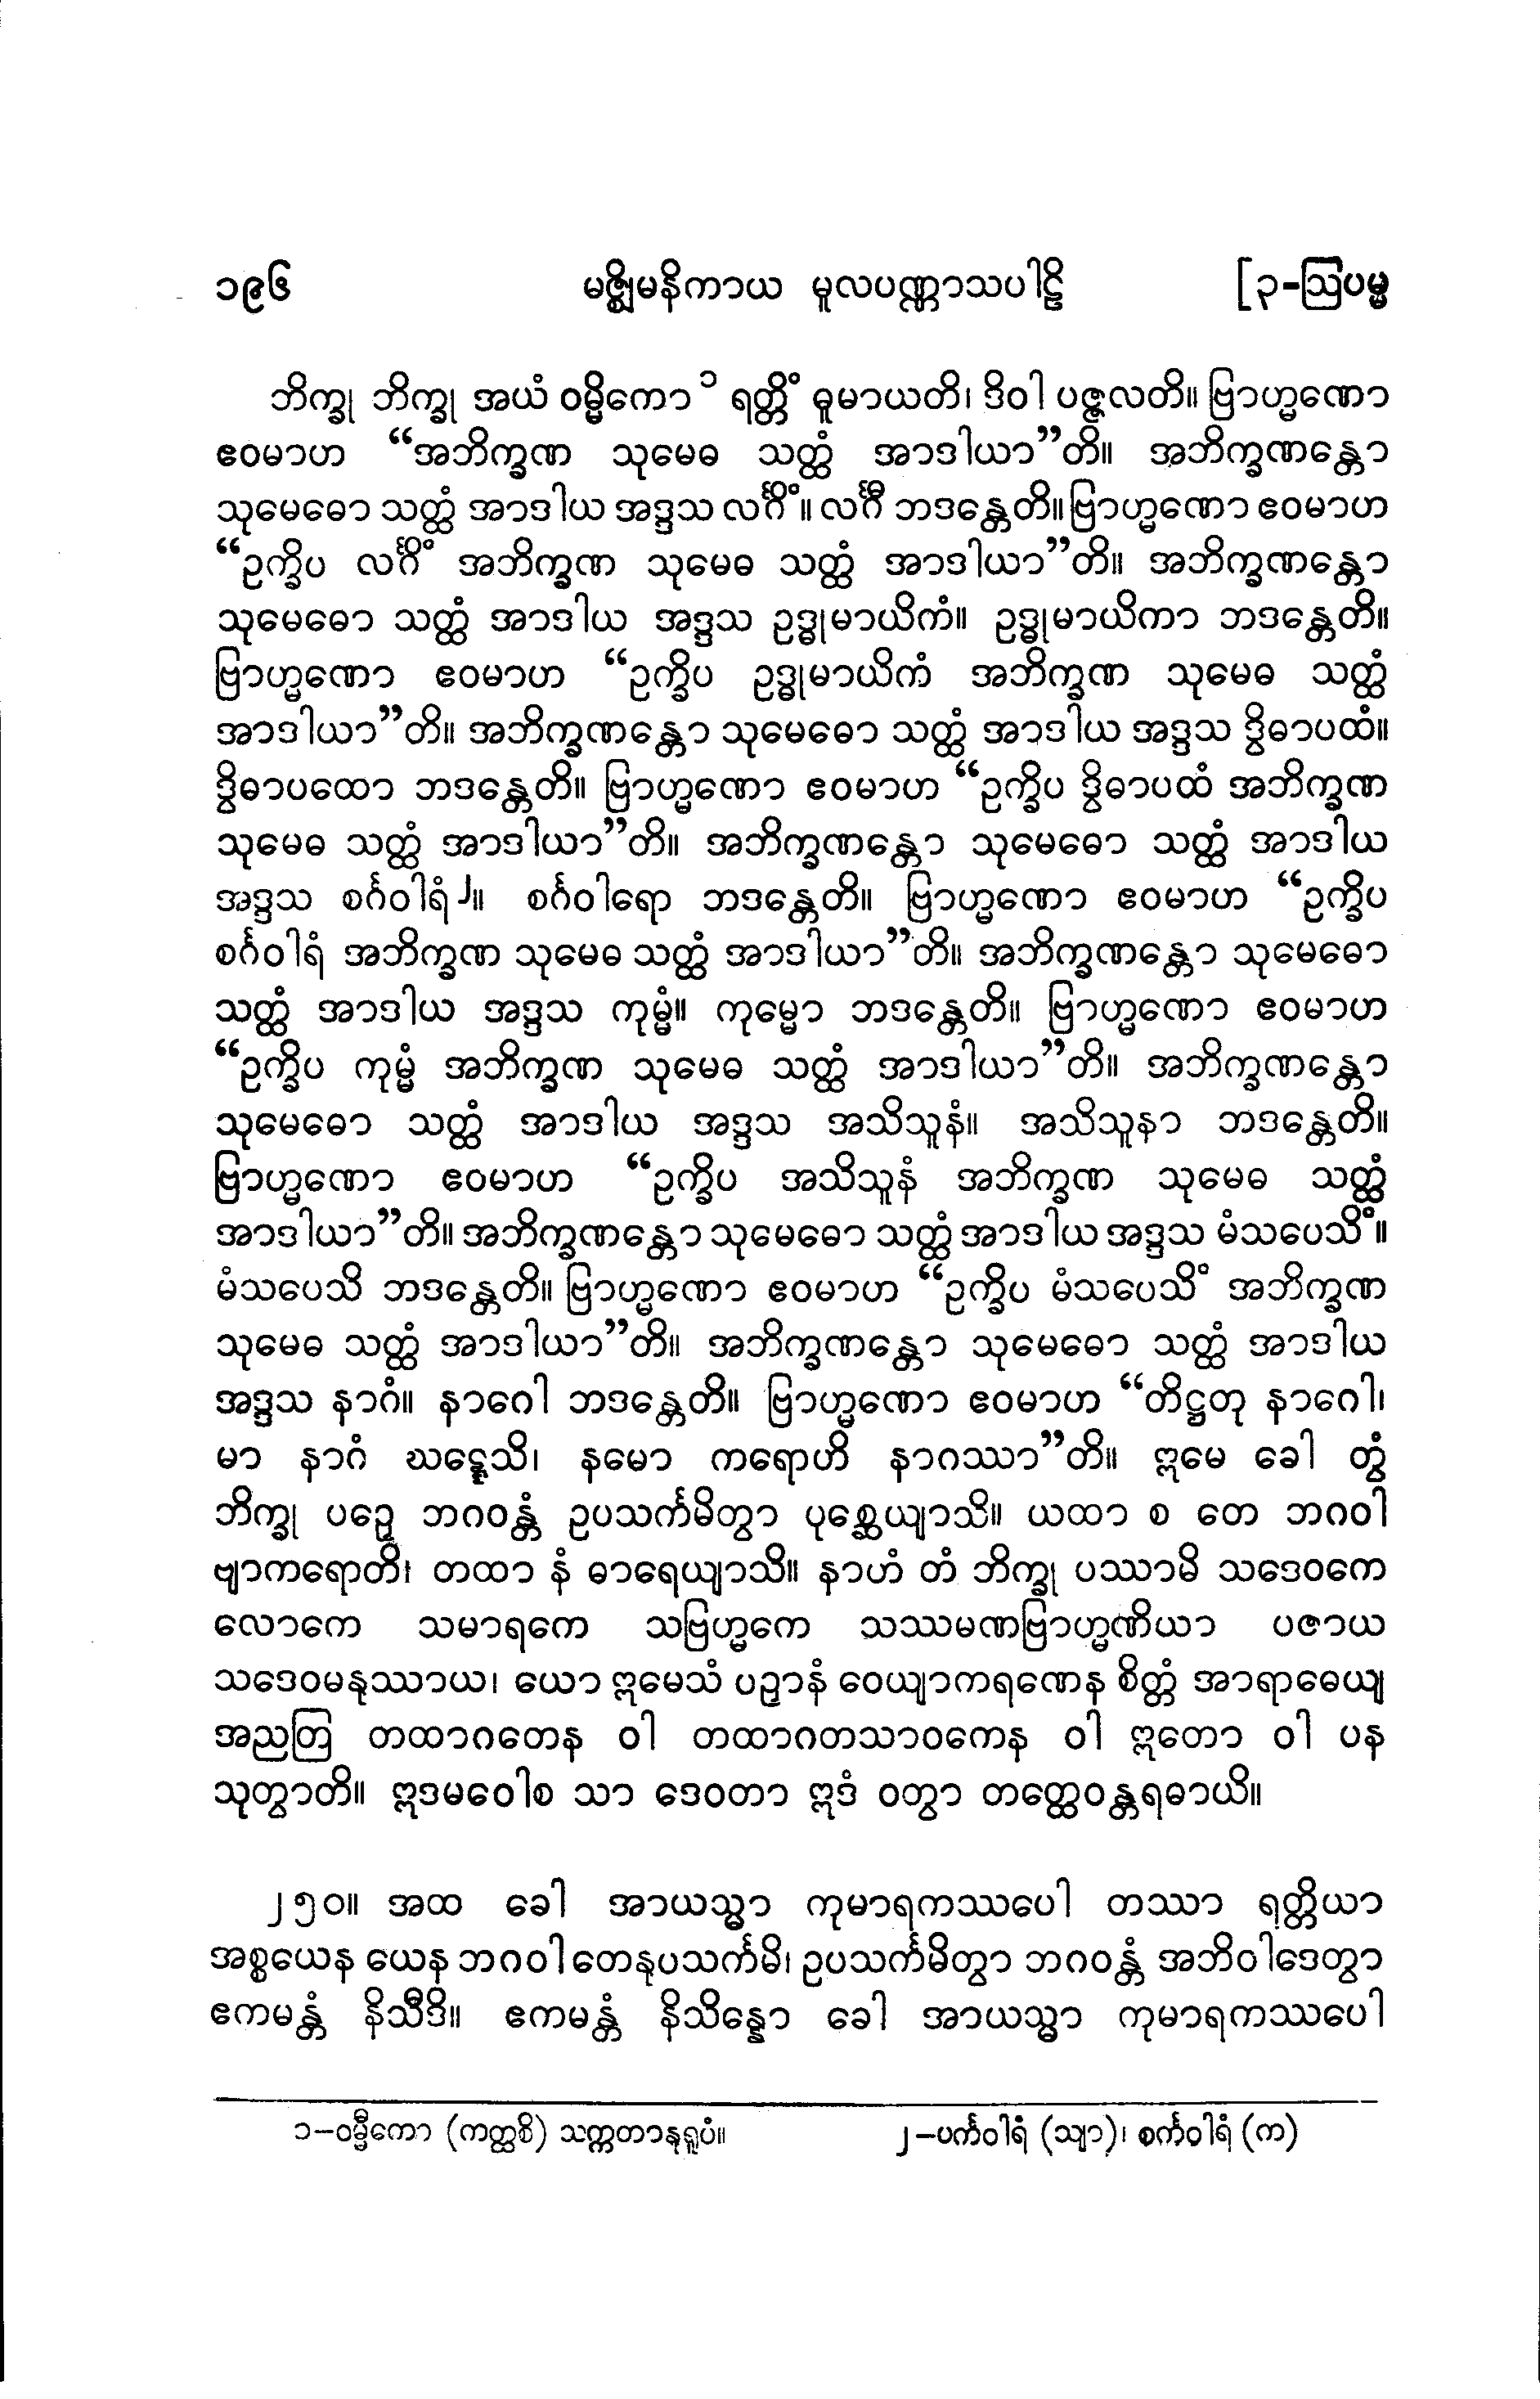 ၁၉၆ မဇ္ဈိမနိကာယ မူလပဏ္ဏာသပါဠိ [၃-ဩပမ္မ
ဘိက္ခု ဘိက္ခု အယံ ဝမ္မိကော ၁ ရတ္တိံ ဓူမာယတိ၊ ဒိဝါ ပဇ္ဇလတိ။ ဗြာဟ္မဏော
ဧဝမာဟ “အဘိက္ခဏ သုမေဓ သတ္ထံ အာဒါယာ”တိ။ အဘိက္ခဏန္တော
သုမေဓော သတ္ထံ အာဒါယ အဒ္ဒသ လင်္ဂိံ။ လင်္ဂီ ဘဒန္တေတိ။ ဗြာဟ္မဏော ဧဝမာဟ
“ဥက္ခိပ လင်္ဂိံ အဘိက္ခဏ သုမေဓ သတ္ထံ အာဒါယာ”တိ။ အဘိက္ခဏန္တော
သုမေဓော သတ္ထံ အာဒါယ အဒ္ဒသ ဥဒ္ဓုမာယိကံ။ ဥဒ္ဓုမာယိကာ ဘဒန္တေတိ။
ဗြာဟ္မဏော ဧဝမာဟ “ဥက္ခိပ ဥဒ္ဓုမာယိကံ အဘိက္ခဏ သုမေဓ သတ္ထံ
အာဒါယာ”တိ။ အဘိက္ခဏန္တော သုမေဓော သတ္ထံ အာဒါယ အဒ္ဒသ ဒွိဓာပထံ။
ဒွိဓာပထော ဘဒန္တေတိ။ ဗြာဟ္မဏော ဧဝမာဟ “ဥက္ခိပ ဒွိဓာပထံ အဘိက္ခဏ
သုမေဓ သတ္ထံ အာဒါယာ”တိ။ အဘိက္ခဏန္တော သုမေဓော သတ္ထံ အာဒါယ
အဒ္ဒသ စင်္ဂဝါရံ၂။ စင်္ဂဝါရော ဘဒန္တေတိ။ ဗြာဟ္မဏော ဧဝမာဟ “ဥက္ခိပ
စင်္ဂဝါရံ အဘိက္ခဏ သုမေဓ သတ္ထံ အာဒါယာ”တိ။ အဘိက္ခဏန္တော သုမေဓော
သတ္ထံ အာဒါယ အဒ္ဒသ ကုမ္မံ။ ကုမ္မော ဘဒန္တေတိ။ ဗြာဟ္မဏော ဧဝမာဟ
“ဥက္ခိပ ကုမ္မံ အဘိက္ခဏ သုမေဓ သတ္ထံ အာဒါယာ”တိ။ အဘိက္ခဏန္တော
သုမေဓော သတ္ထံ အာဒါယ အဒ္ဒသ အသိသူနံ။ အသိသူနာ ဘဒန္တေတိ။
ဗြာဟ္မဏော ဧဝမာဟ “ဥက္ခိပ အသိသူနံ အဘိက္ခဏ သုမေဓ သတ္ထံ
အာဒါယာ”တိ။ အဘိက္ခဏန္တော သုမေဓော သတ္ထံ အာဒါယ အဒ္ဒသ မံသပေသိံ။
မံသပေသိ ဘဒန္တေတိ။ ဗြာဟ္မဏော ဧဝမာဟ “ဥက္ခိပ မံသပေသိံ အဘိက္ခဏ
သုမေဓ သတ္ထံ အာဒါယာ”တိ။ အဘိက္ခဏန္တော သုမေဓော သတ္ထံ အာဒါယ
အဒ္ဒသ နာဂံ။ နာဂေါ ဘဒန္တေတိ။ ဗြာဟ္မဏော ဧဝမာဟ “တိဋ္ဌတု နာဂေါ၊
မာ နာဂံ ဃဋ္ဋေသိ၊ နမော ကရောဟိ နာဂဿာ”တိ။ ဣမေ ခေါ တွံ
ဘိက္ခု ပဉှေ ဘဂဝန္တံ ဥပသင်္ကမိတွာ ပုစ္ဆေယျာသိ။ ယထာ စ တေ ဘဂဝါ
ဗျာကရောတိ၊ တထာ နံ ဓာရေယျာသိ။ နာဟံ တံ ဘိက္ခု ပဿာမိ သဒေဝကေ
လောကေ သမာရကေ သဗြဟ္မကေ သဿမဏဗြာဟ္မဏိယာ ပဇာယ
သဒေဝမနုဿာယ၊ ယော ဣမေသံ ပဉှာနံ ဝေယျာကရဏေန စိတ္တံ အာရာဓေယျ
အညတြ တထာဂတေန ဝါ တထာဂတသာဝကေန ဝါ ဣတော ဝါ ပန
သုတွာတိ။ ဣဒမဝေါစ သာ ဒေဝတာ ဣဒံ ဝတွာ တတ္ထေဝန္တရဓာယိ။
၂၅၀။ အထ ခေါ အာယသ္မာ ကုမာရကဿပေါ တဿာ ရတ္တိယာ
အစ္စယေန ယေန ဘဂဝါ တေနုပသင်္ကမိ၊ ဥပသင်္ကမိတွာ ဘဂဝန္တံ အဘိဝါဒေတွာ
ဧကမန္တံ နိသီဒိ။ ဧကမန္တံ နိသိန္နော ခေါ အာယသ္မာ ကုမာရကဿပေါ
၁-ဝမ္မီကော (ကတ္ထစိ) သက္ကတာနုရူပံ။ ၂-ပင်္ကဝါရံ (သျာ)၊ စင်္ကဝါရံ (က)